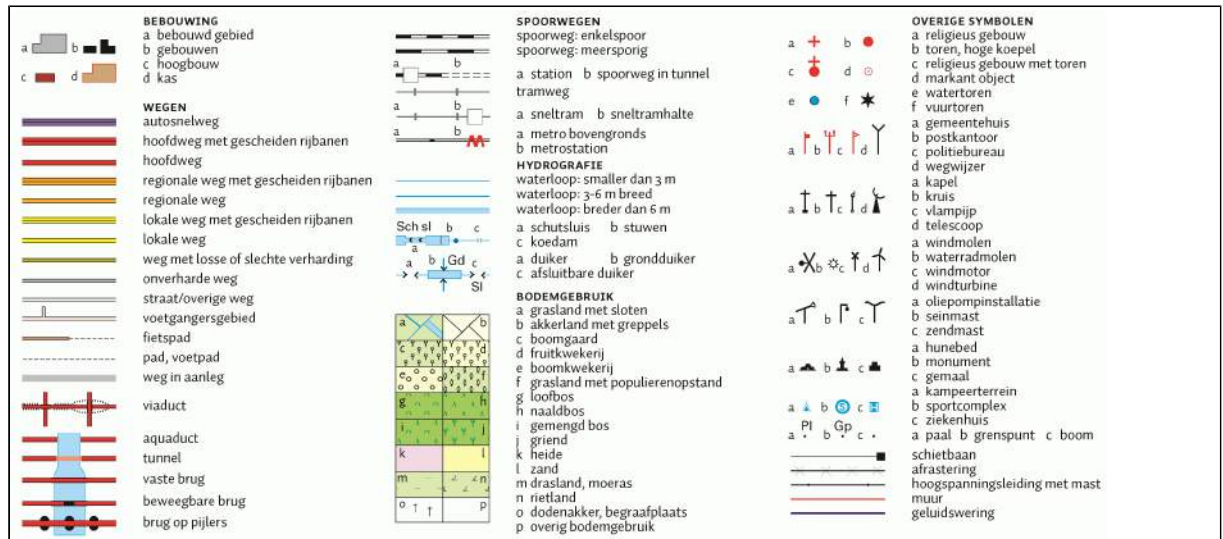 BEBOUWING
a bebouwd gebied
b gebouwen
c hoogbouw
d kas
a b
c d
WEGEN
autosnelweg
hoofdweg met gescheiden rijbanen
hoofdweg
regionale weg met gescheiden rijbanen
regionale weg
lokale weg met gescheiden rijbanen
lokale weg
weg met losse of slechte verharding
onverharde weg
straat/overige weg
voetgangersgebied
fietspad
pad, voetpad
weg in aanleg
viaduct
aquaduct
tunnel
vaste brug
beweegbare brug
brug op pijlers
SPOORWEGEN
spoorweg: enkelspoor
spoorweg: meersporig
a b
a station b spoorweg in tunnel
tramweg
a b
a sneltram b sneltramhalte
a b
a metro bovengronds
b metrostation
HYDROGRAFIE
waterloop: smaller dan 3 m
waterloop: 3-6 m breed
waterloop: breder dan 6 m
Sch sl b c
a
a schutsluis b stuwen
c koedam
a b Gd c
Sl
a duiker b grondduiker
c afsluitbare duiker
BODEMGEBRUIK
a grasland met sloten
b akkerland met greppels
c boomgaard
d fruitkwekerij
e boomkwekerij
f grasland met populierenopstand
g loofbos
h naaldbos
i gemengd bos
j griend
k heide
l zand
m drasland, moeras
n rietland
o dodenakker, begraafplaats
p overig bodemgebruik
a b
c d
e f
g h
i j
k l
m n
o p
OVERIGE SYMBOLEN
a religieus gebouw
b toren, hoge koepel
c religieus gebouw met toren
d markant object
e watertoren
f vuurtoren
a b
c d
e f
a gemeentehuis
b postkantoor
c politiebureau
d wegwijzer
a b c d
a kapel
b kruis
c vlampijp
d telescoop
a b c d
a windmolen
b waterradmolen
c windmotor
d windturbine
a b c d
a oliepompinstallatie
b seinmast
c zendmast
a b c
a hunebed
b monument
c gemaal
a b c
a kampeerterrein
b sportcomplex
c ziekenhuis
a b S c H
Pl Gp
a b c
a paal b grenspunt c boom
schietbaan
afrastering
hoogspanningsleiding met mast
muur
geluidswering